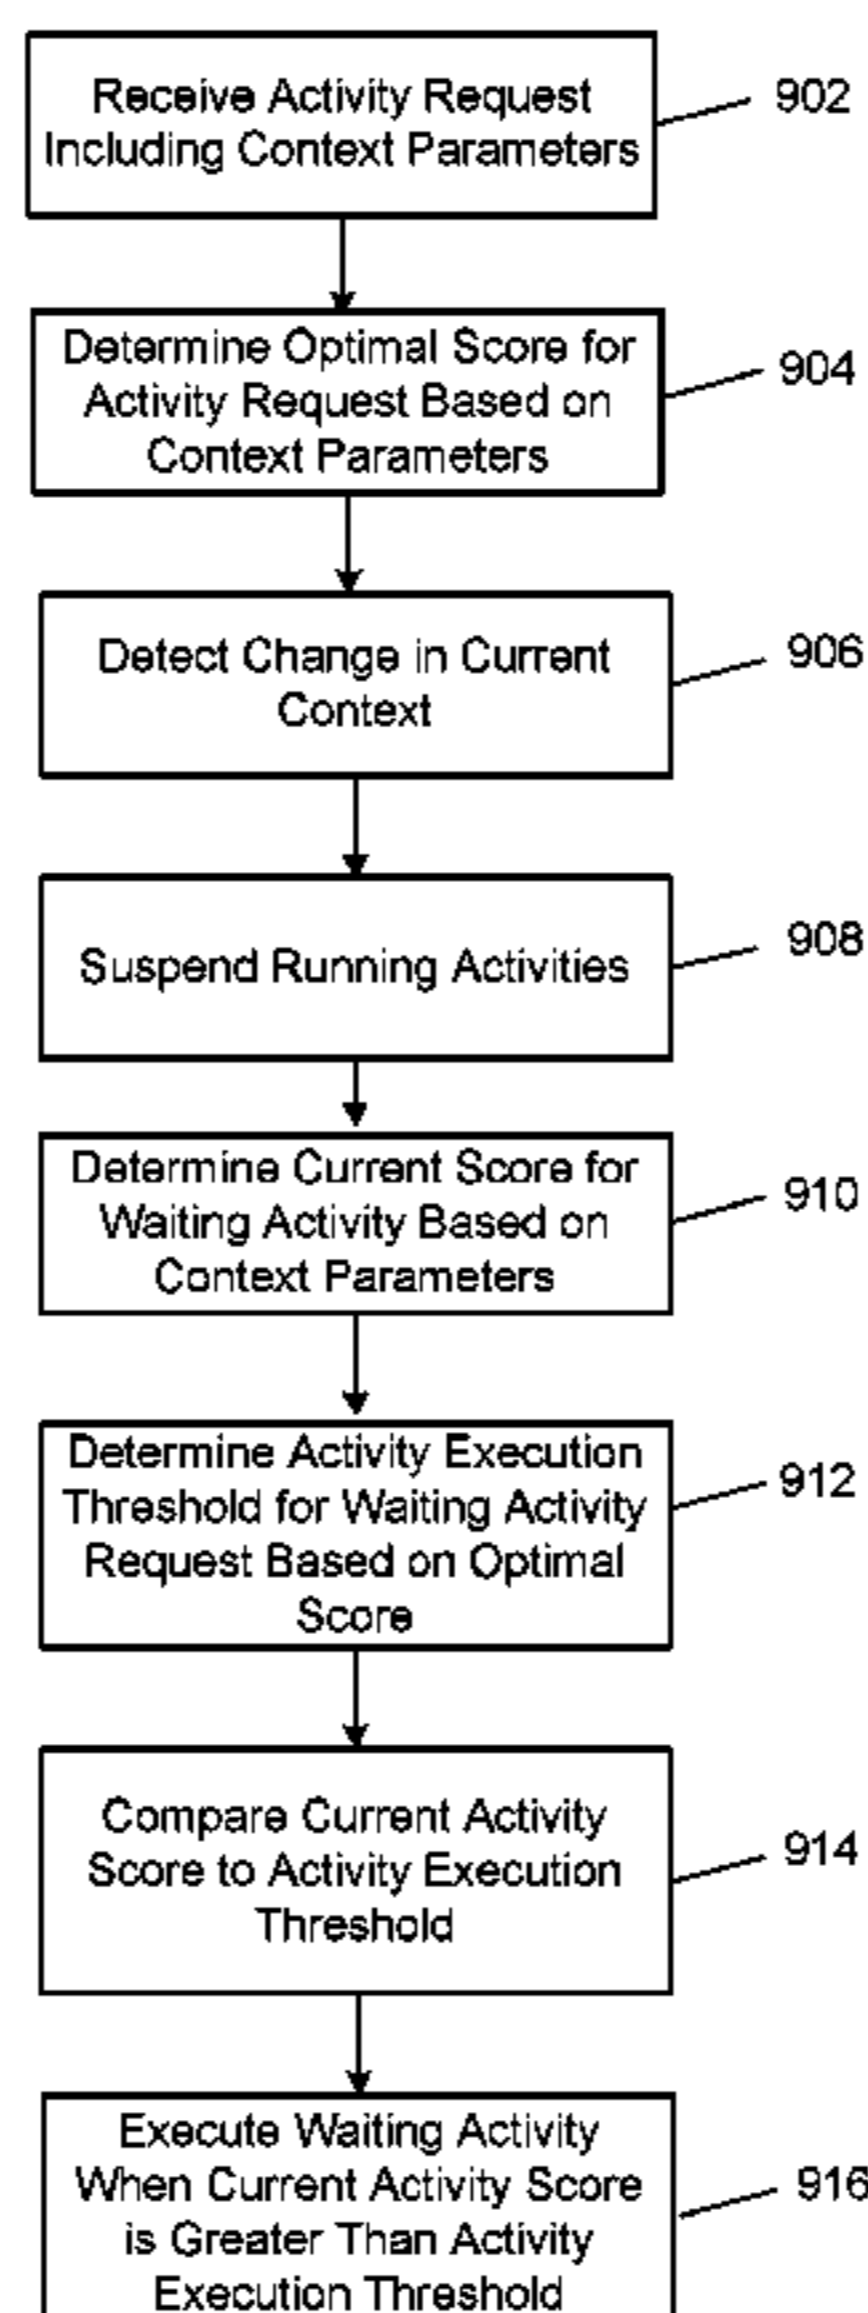 Receive Activity Request
Including Context Parameters
902
Determine Optimal Score for
Activity Request Based on
Context Parameters
904
Detect Change in Current
Context
906
Suspend Running Activities
908
Determine Current Score for
Waiting Activity Based on
Context Parameters
910
Determine Activity Execution
Threshold for Waiting Activity
Request Based on Optimal
Score
912
Compare Current Activity
Score to Activity Execution
Threshold
914
Execute Waiting Activity
When Current Activity Score
is Greater Than Activity
Execution Threshold
916